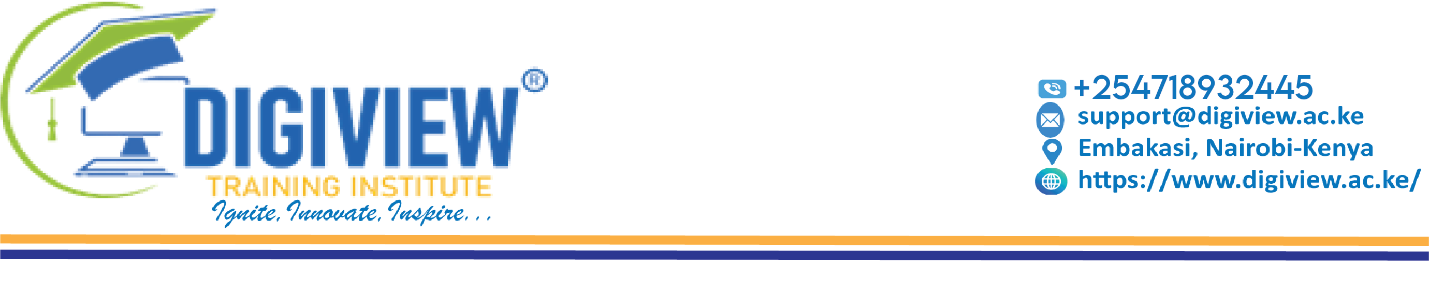 DIGIVIEW®
TRAINING INSTITUTE
Ignite, Innovate, Inspire...
+254718932445
support@digiview.ac.ke
Embakasi, Nairobi-Kenya
https://www.digiview.ac.ke/